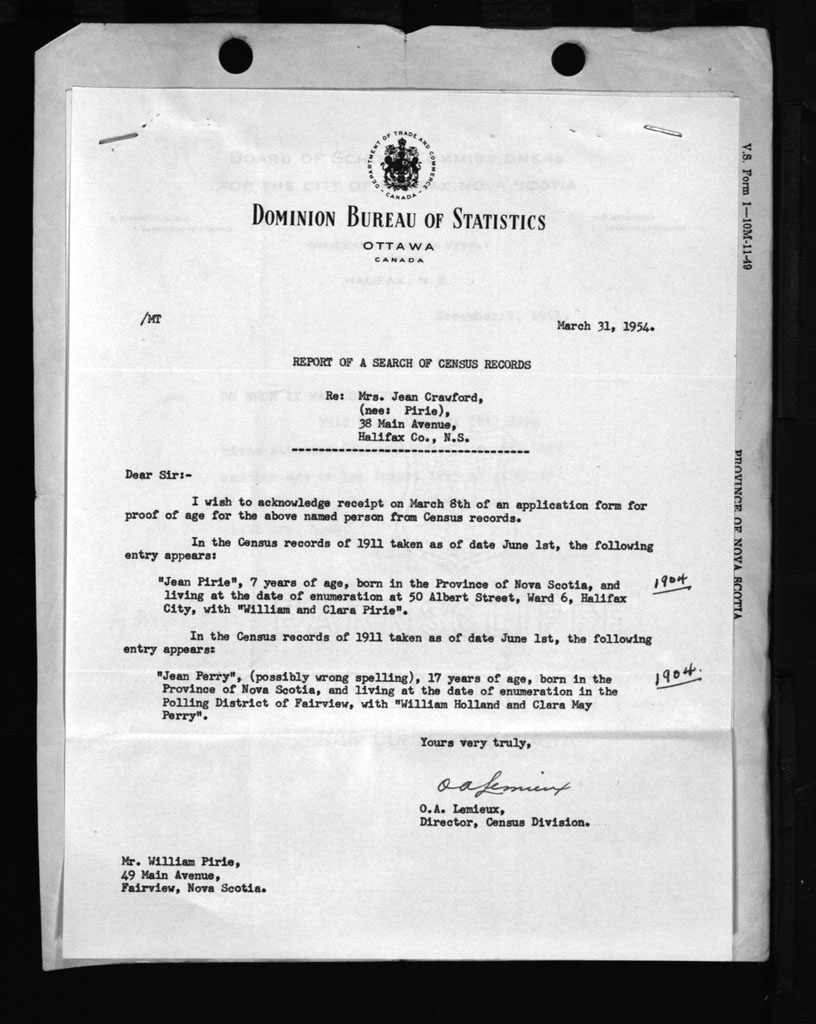 DEPARTMENT OF TRADE AND COMMERCE
CANADA
DOMINION BUREAU OF STATISTICS
OTTAWA
CANADA
/MT
March 31, 1954.
REPORT OF A SEARCH OF CENSUS RECORDS
Re: Mrs. Jean Crawford,
(nee: Pirie),
38 Main Avenue,
Halifax Co., N.S.
Dear Sir:-
I wish to acknowledge receipt on March 8th of an application form for
proof of age for the above named person from Census records.
In the Census records of 1911 taken as of date June 1st, the following
entry appears:
"Jean Pirie", 7 years of age, born in the Province of Nova Scotia, and
living at the date of enumeration at 50 Albert Street, Ward 6, Halifax
City, with "William and Clara Pirie".
1904
In the Census records of 1911 taken as of date June 1st, the following
entry appears:
"Jean Perry", (possibly wrong spelling), 17 years of age, born in the
Province of Nova Scotia, and living at the date of enumeration in the
Polling District of Fairview, with "William Holland and Clara May
Perry".
1904.
Yours very truly,
O A Lemieux
O.A. Lemieux,
Director, Census Division.
Mr. William Pirie,
49 Main Avenue,
Fairview, Nova Scotia.
V.S. Form 1—10M-11-49
PROVINCE OF NOVA SCOTIA